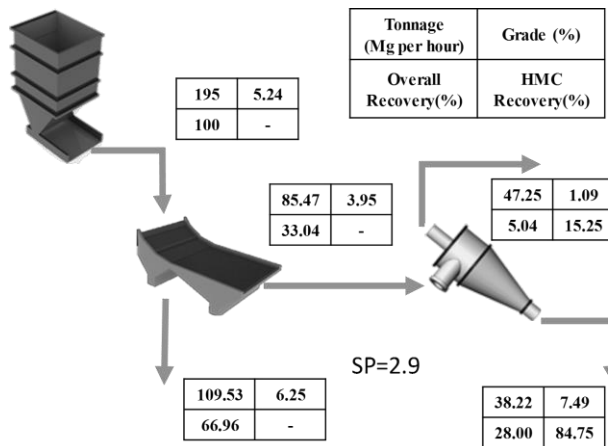 Tonnage
(Mg per hour)
Grade (%)
Overall
Recovery(%)
HMC
Recovery(%)
195 5.24
100 -
85.47 3.95
33.04 -
47.25 1.09
5.04 15.25
SP=2.9
109.53 6.25
66.96 -
38.22 7.49
28.00 84.75